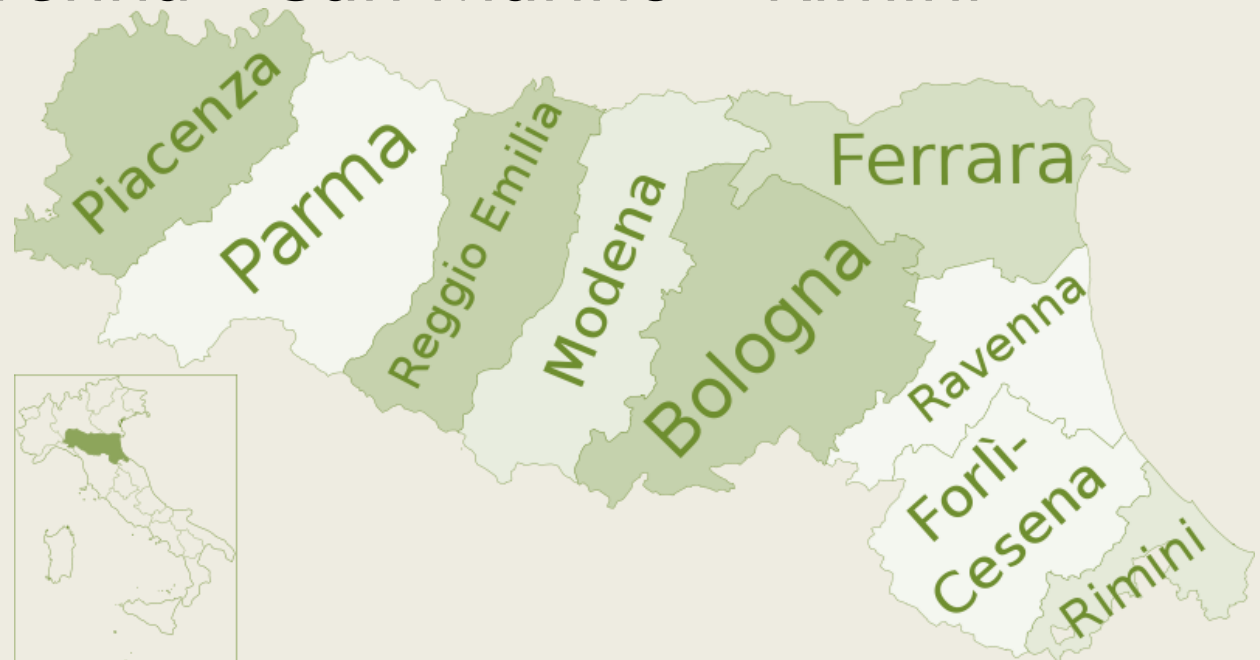 Piacenza
Parma
Reggio Emilia
Modena
Bologna
Ferrara
Ravenna
Forlì-
Cesena
Rimini